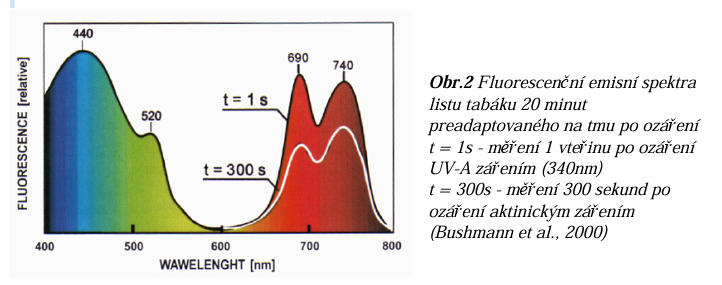 440
690
740
520
t = 1 s
t = 300 s
FLUORESCENCE [relative]
400
500
600
700
800
WAWELENGHT [nm]
Obr.2 Fluorescenční emisní spektra
listu tabáku 20 minut
preadaptovaného na tmu po ozáření
t = 1s - měření 1 vteřinu po ozáření
UV-A zářením (340nm)
t = 300s - měření 300 sekund po
ozáření aktinickým zářením
(Bushmann et al., 2000)